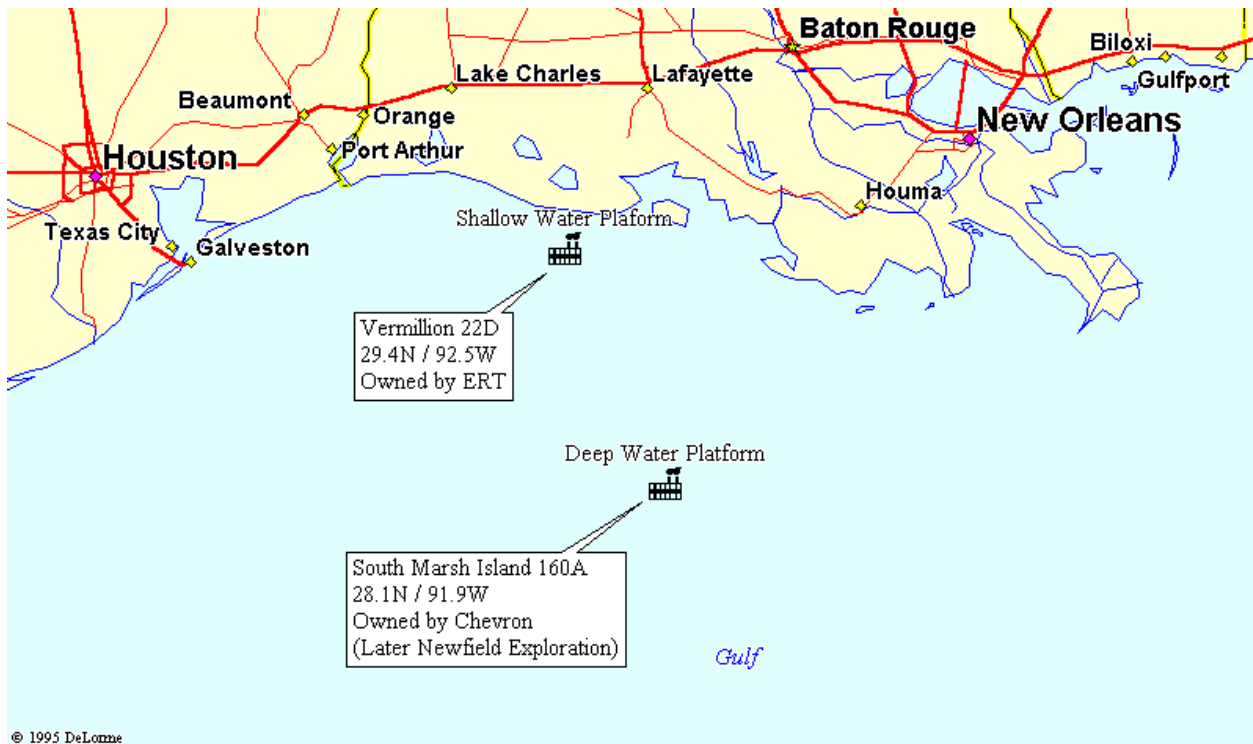 Baton Rouge
Biloxi
Gulfport
Lake Charles
Lafayette
Beaumont
Orange
New Orleans
Port Arthur
Houston
Houma
Shallow Water Plaform
Texas City
Galveston
Vermillion 22D
29.4N / 92.5W
Owned by ERT
Deep Water Platform
South Marsh Island 160A
28.1N / 91.9W
Owned by Chevron
(Later Newfield Exploration)
Gulf
© 1995 DeLorme